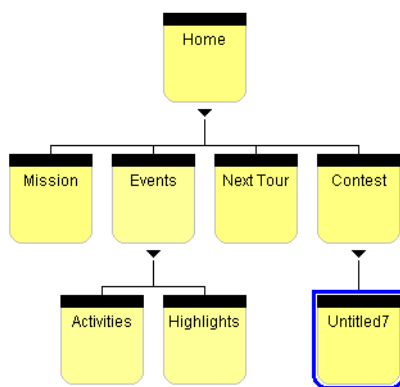 Home
Mission
Events
Next Tour
Contest
Activities
Highlights
Untitled7